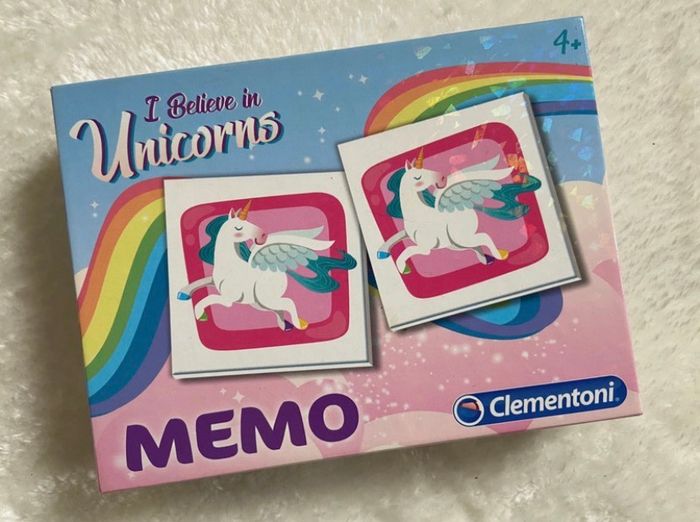 4+
I Believe in
Unicorns
MEMO
Clementoni®